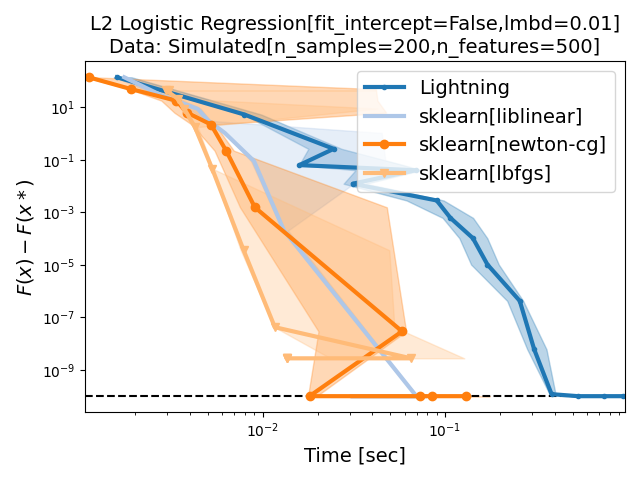 L2 Logistic Regression[fit_intercept=False,lmbd=0.01]
Data: Simulated[n_samples=200,n_features=500]
Lightning
sklearn[liblinear]
sklearn[newton-cg]
sklearn[lbfgs]
F(x) − F(x*)
10¹
10⁻¹
10⁻³
10⁻⁵
10⁻⁷
10⁻⁹
10⁻²
10⁻¹
Time [sec]